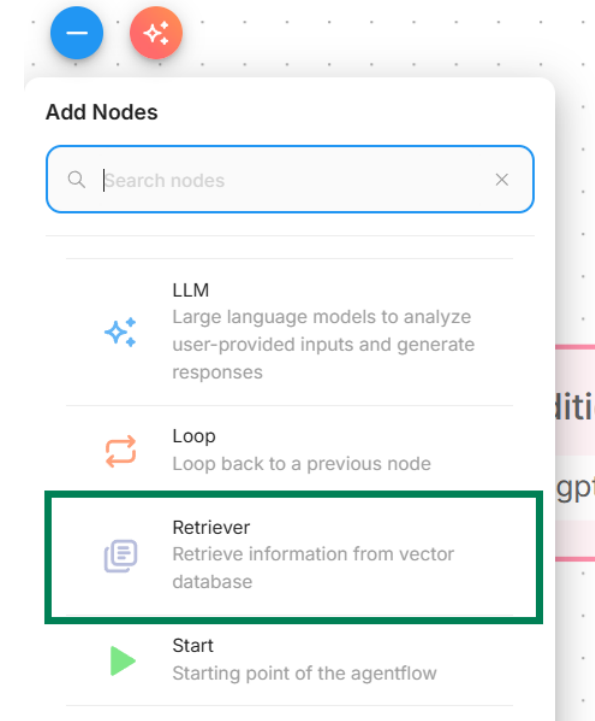 Add Nodes
Search nodes
LLM
Large language models to analyze
user-provided inputs and generate
responses
Loop
Loop back to a previous node
Retriever
Retrieve information from vector
database
Start
Starting point of the agentflow